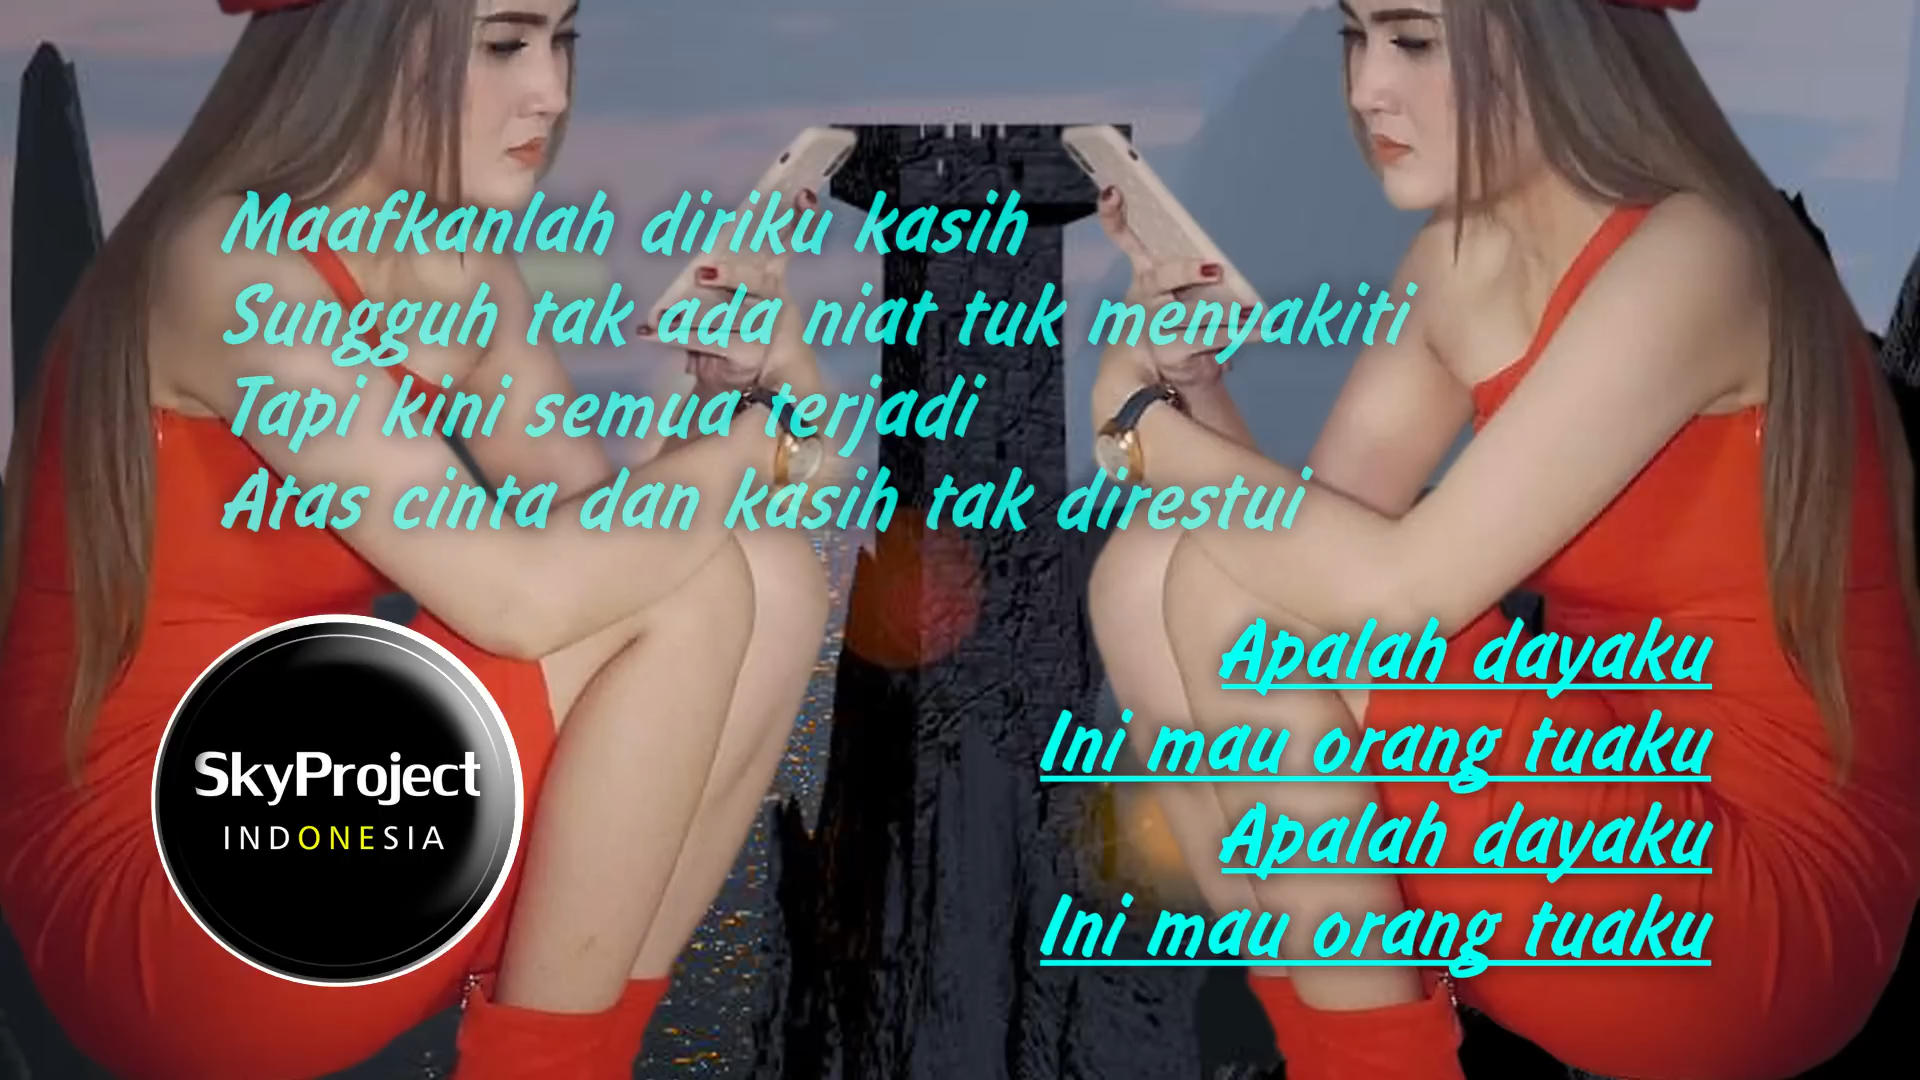 Maafkanlah diriku kasih
Sungguh tak ada niat tuk menyakiti
Tapi kini semua terjadi
Atas cinta dan kasih tak direstui
Apalah dayaku
Ini mau orang tuaku
Apalah dayaku
Ini mau orang tuaku
SkyProject
INDONESIA